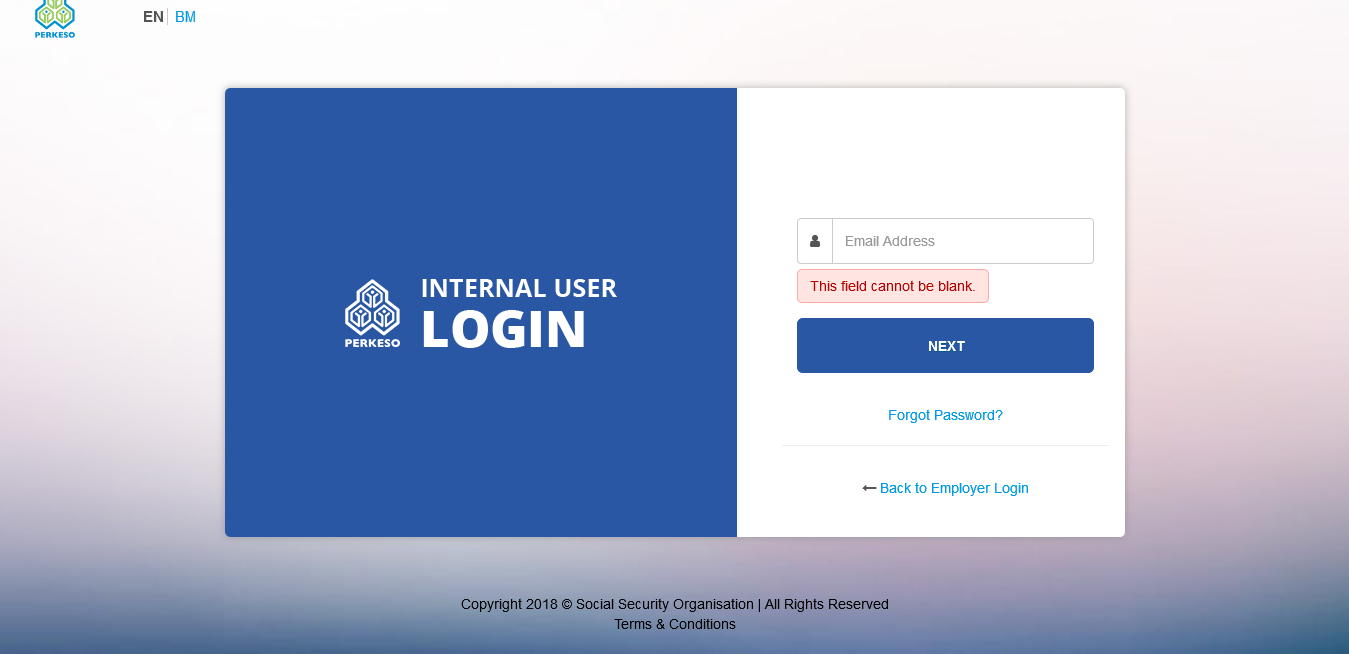 PERKESO
EN | BM
INTERNAL USER
LOGIN
PERKESO
Email Address
This field cannot be blank.
NEXT
Forgot Password?
Back to Employer Login
Copyright 2018 © Social Security Organisation | All Rights Reserved
Terms & Conditions